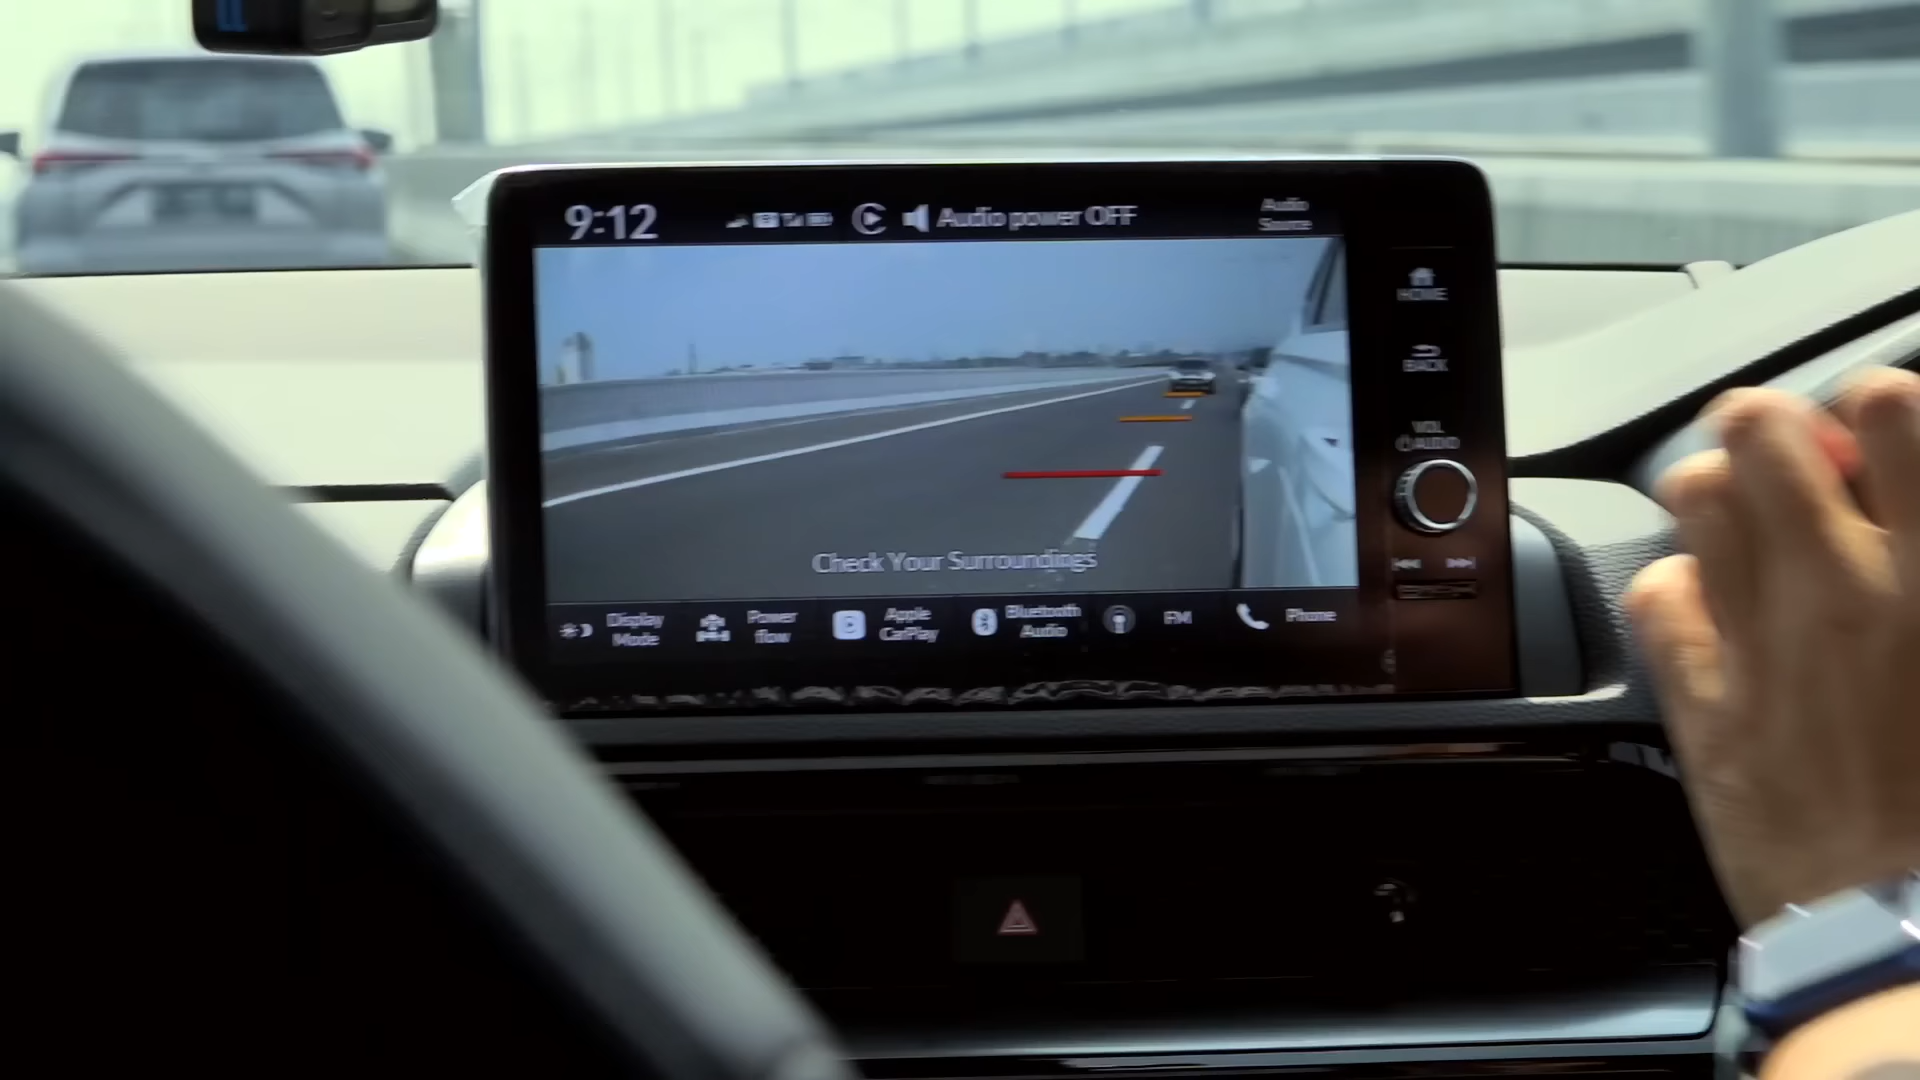 9:12
Audio power OFF
Audio
Source
HOME
BACK
VOL
AUDIO
Check Your Surroundings
Display
Mode
Power
flow
Apple
CarPlay
Bluetooth
Audio
FM
Phone